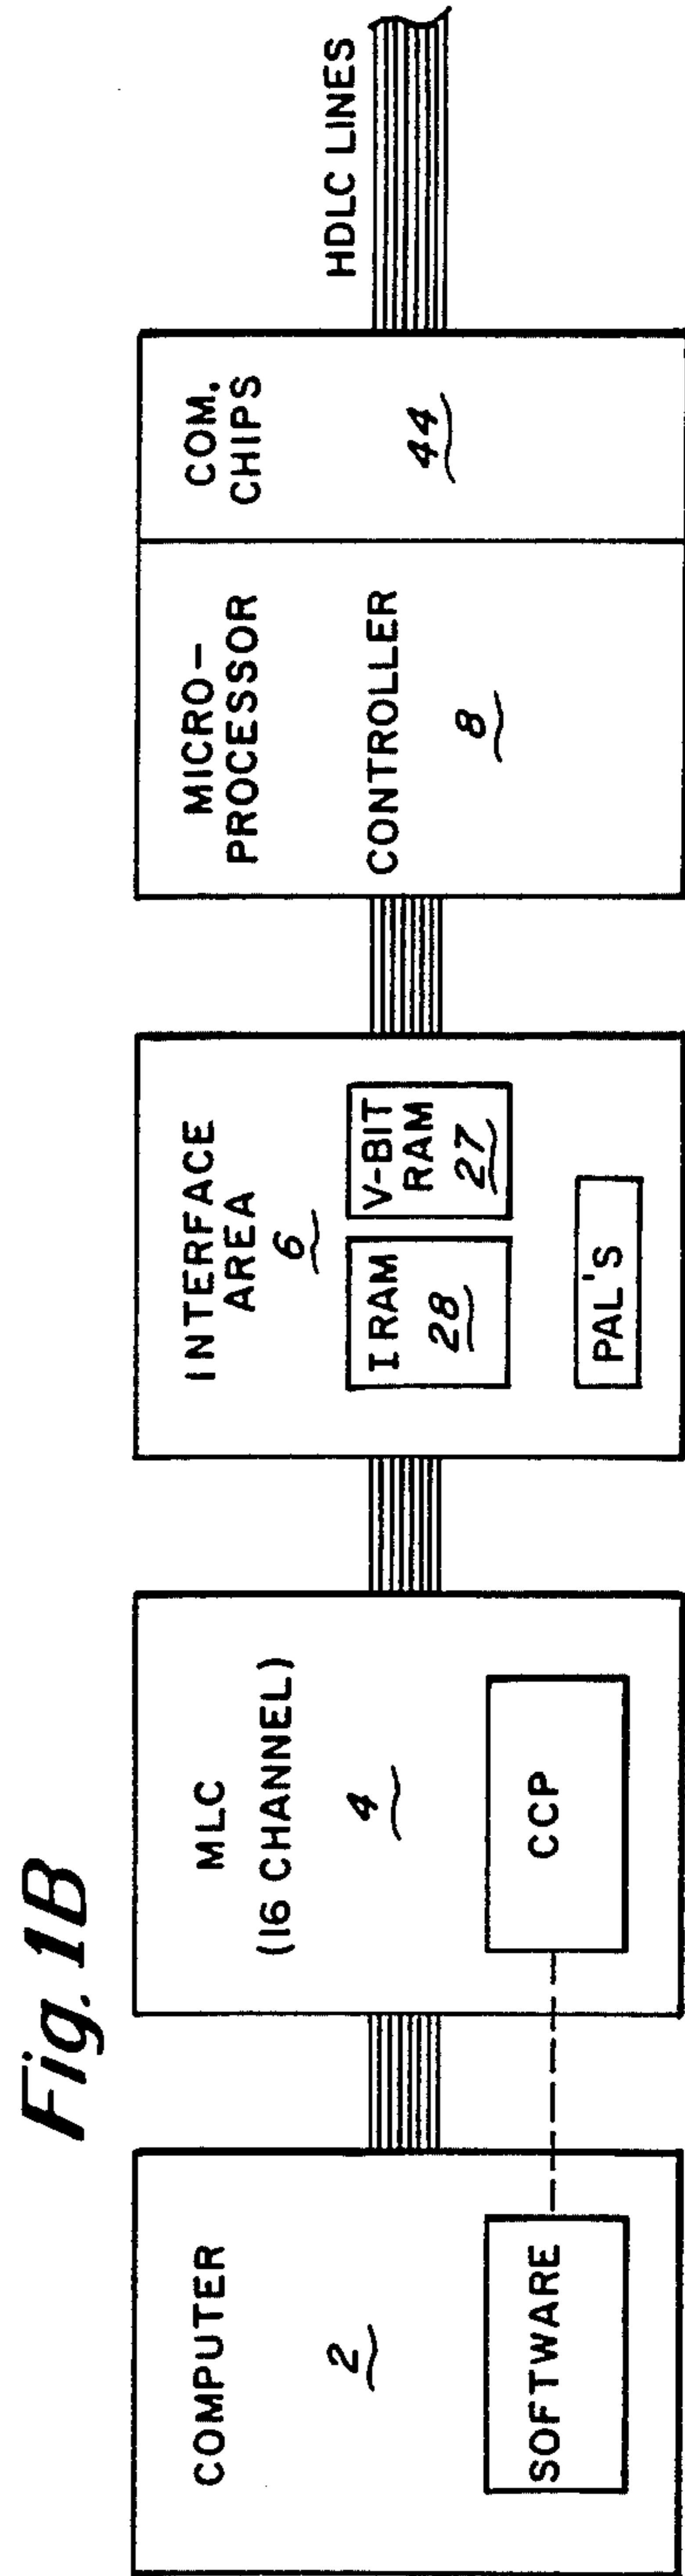 Fig. 1B
COMPUTER
2
SOFTWARE
MLC
(16 CHANNEL)
4
CCP
INTERFACE
AREA
6
I RAM
28
V-BIT
RAM
27
PAL'S
MICRO-
PROCESSOR
CONTROLLER
8
COM.
CHIPS
44
HDLC LINES